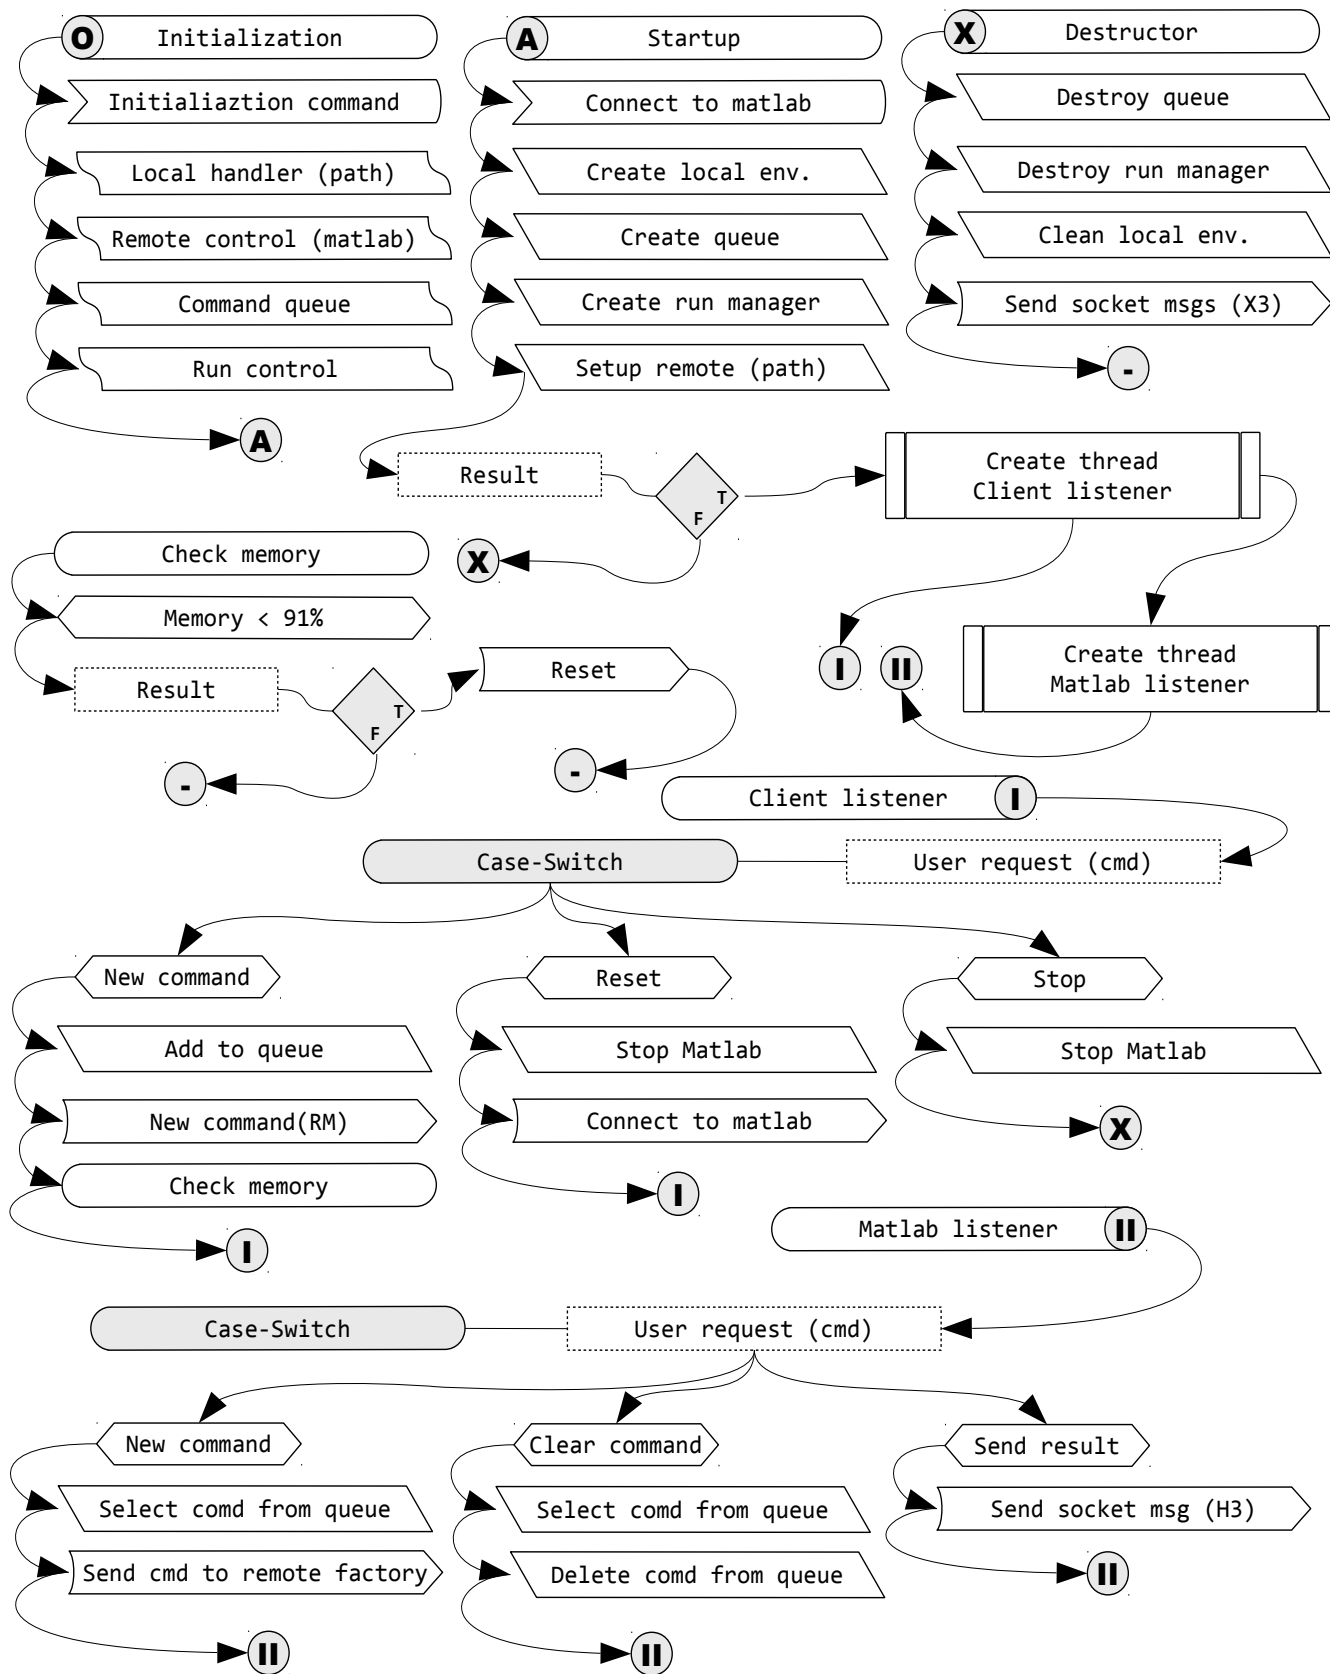 O Initialization
Initialiaztion command
Local handler (path)
Remote control (matlab)
Command queue
Run control
A
A Startup
Connect to matlab
Create local env.
Create queue
Create run manager
Setup remote (path)
X Destructor
Destroy queue
Destroy run manager
Clean local env.
Send socket msgs (X3)
-
Result
T
F
X
Create thread
Client listener
I
II
Create thread
Matlab listener
Check memory
Memory < 91%
Result
T
F
-
Reset
-
Client listener I
User request (cmd)
Case-Switch
New command
Add to queue
New command(RM)
Check memory
I
Reset
Stop Matlab
Connect to matlab
I
Stop
Stop Matlab
X
Matlab listener II
Case-Switch
User request (cmd)
New command
Select comd from queue
Send cmd to remote factory
II
Clear command
Select comd from queue
Delete comd from queue
II
Send result
Send socket msg (H3)
II